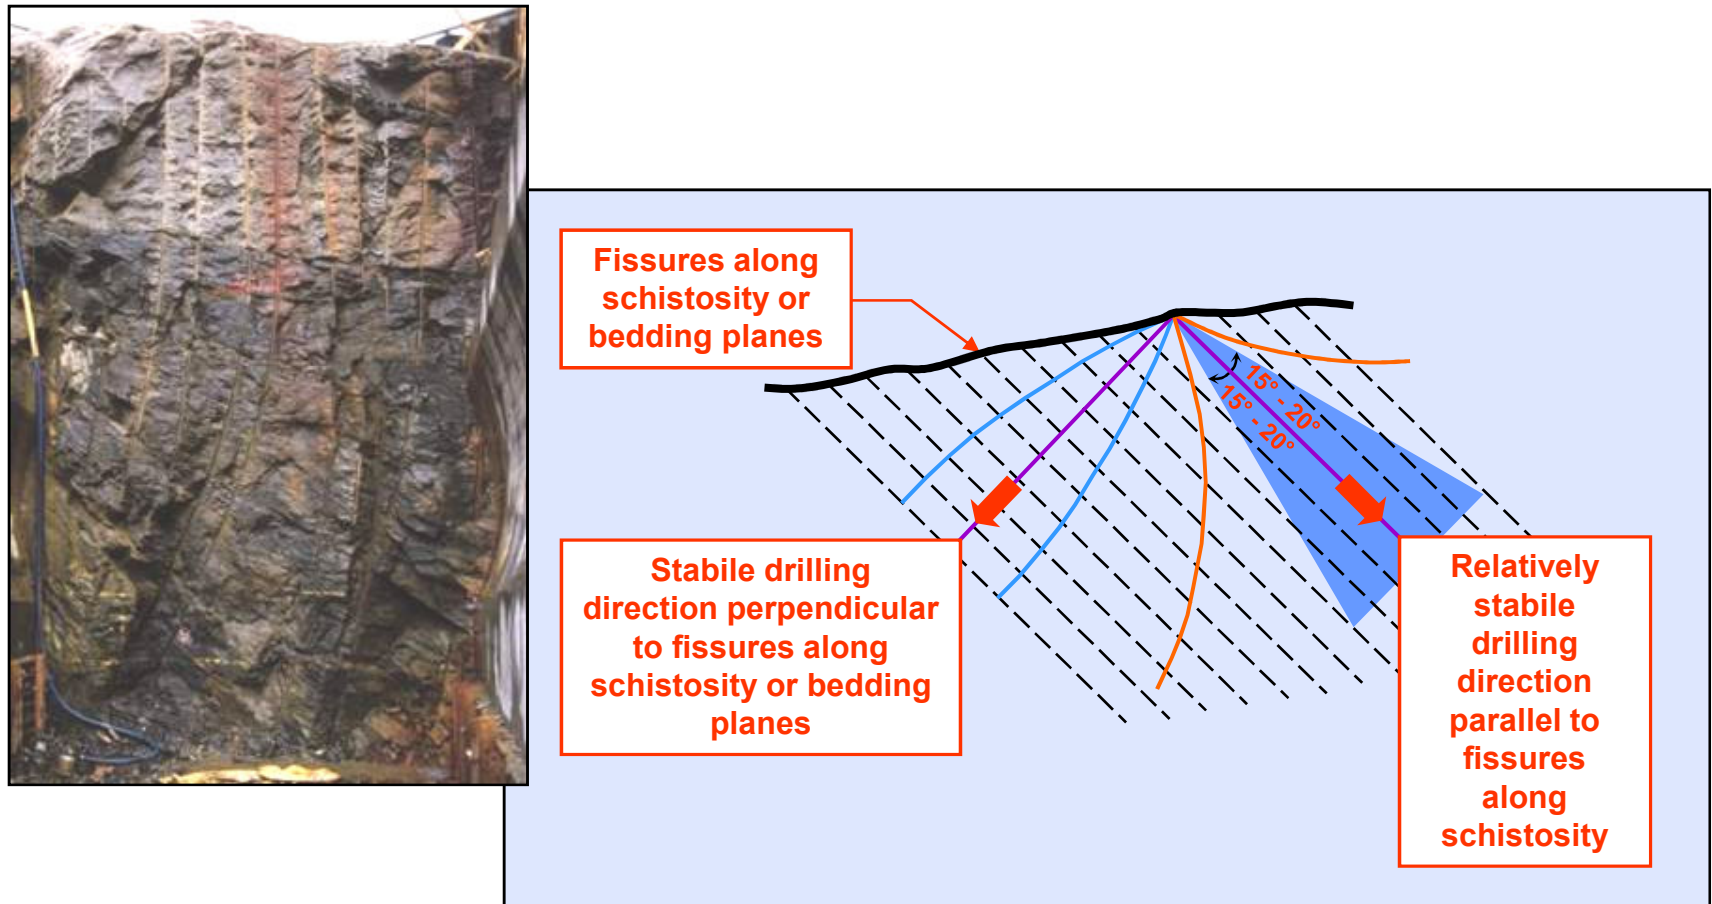 Fissures along
schistosity or
bedding planes
15° - 20°
15° - 20°
Stabile drilling
direction perpendicular
to fissures along
schistosity or bedding
planes
Relatively
stabile
drilling
direction
parallel to
fissures
along
schistosity